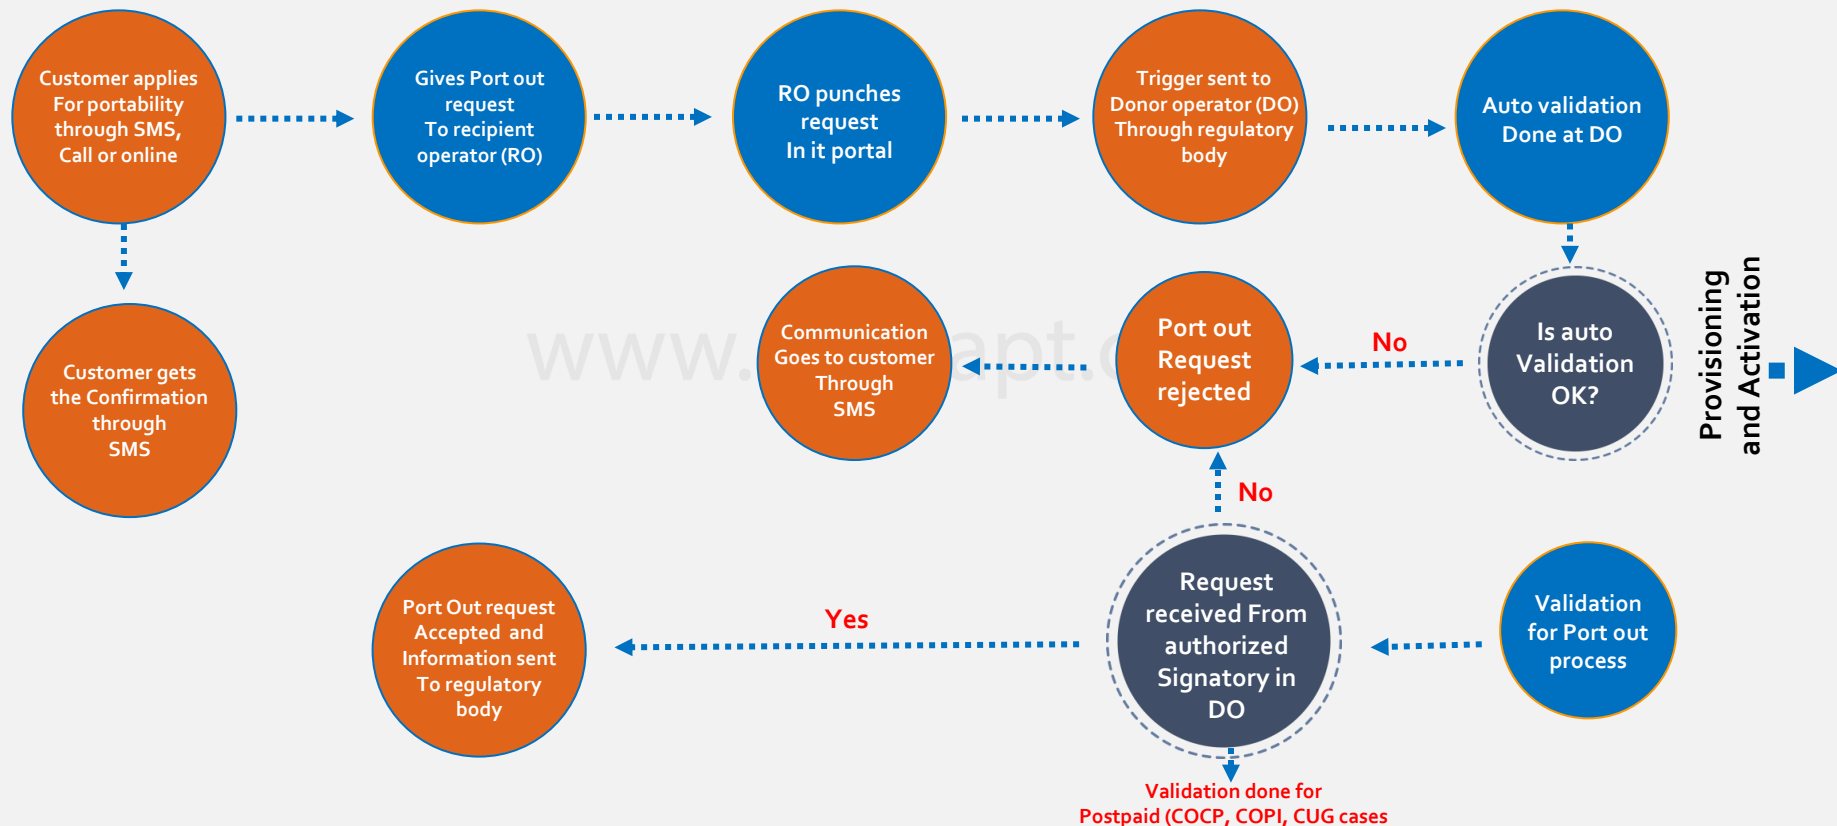 Customer applies
For portability
through SMS,
Call or online
Gives Port out
request
To recipient
operator (RO)
RO punches
request
In it portal
Trigger sent to
Donor operator (DO)
Through regulatory
body
Auto validation
Done at DO
Customer gets
the Confirmation
through
SMS
Communication
Goes to customer
Through
SMS
Port out
Request
rejected
No
Is auto
Validation
OK?
Provisioning
and Activation
No
Port Out request
Accepted and
Information sent
To regulatory
body
Yes
Request
received From
authorized
Signatory in
DO
Validation
for Port out
process
Validation done for
Postpaid (COCP, COPI, CUG cases